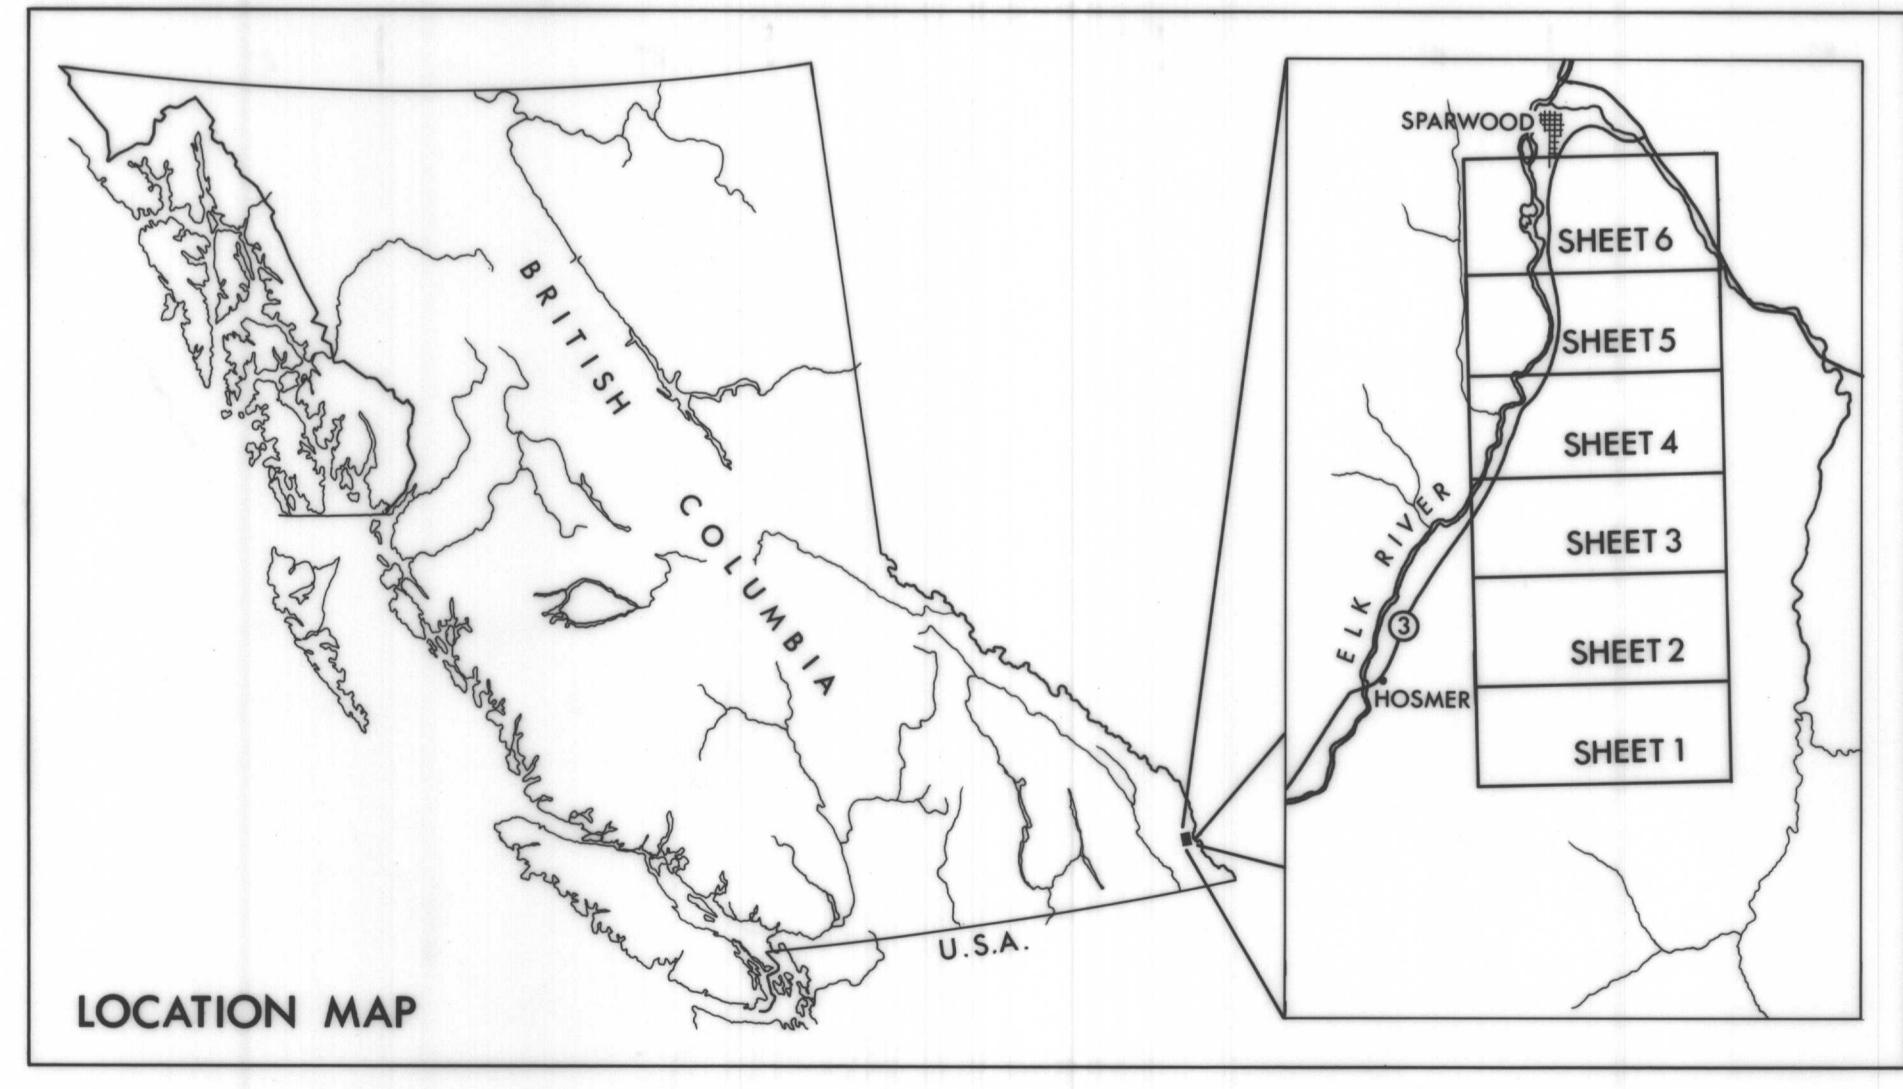 BRITISH
COLUMBIA
U.S.A.
LOCATION MAP
SPARWOOD
SHEET 6
SHEET 5
SHEET 4
SHEET 3
SHEET 2
SHEET 1
ELK RIVER
3
HOSMER